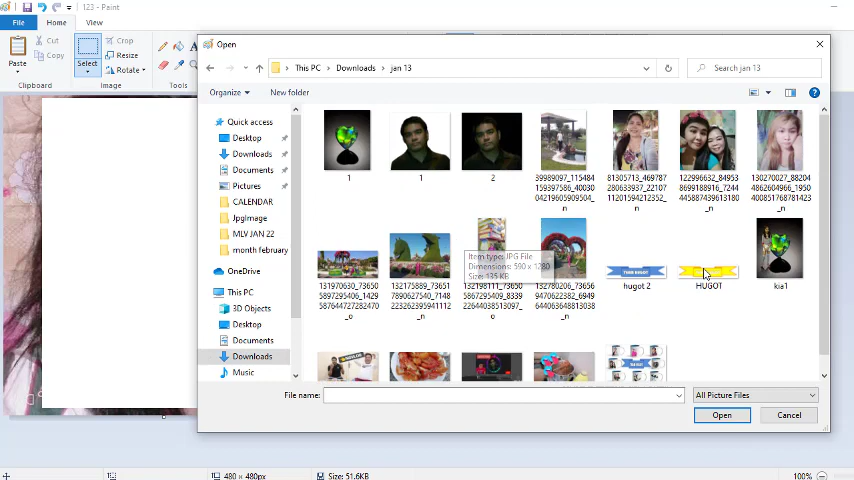 123 - Paint
File
Home
View
Paste
Cut
Copy
Clipboard
Select
Crop
Resize
Rotate
Image
Tools
Open
This PC
Downloads
jan 13
Search jan 13
Organize
New folder
Quick access
Desktop
Downloads
Documents
Pictures
CALENDAR
JpgImage
MLV JAN 22
month february
OneDrive
This PC
3D Objects
Desktop
Documents
Downloads
Music
1
1
2
39989097_115484
159397586_40030
04219605909504_
n
81305713_469787
280633937_22107
11201594212352_
n
122996632_84953
8699188916_7244
445887439613180
_n
130270027_88204
4862604966_1950
400851768781423
_n
131970630_73650
5897295406_1429
587644727282470
_o
132175889_73651
7890627540_7148
223262395941112
_n
132198111_73650
5867295409_8339
22644038513097_
o
132780206_73656
9470622382_6949
644063648813038
_n
hugot 2
HUGOT
kia1
Item type: JPG File
Dimensions: 590 x 1280
Size: 135 KB
File name:
All Picture Files
Open
Cancel
480 × 480px
Size: 51.6KB
100%